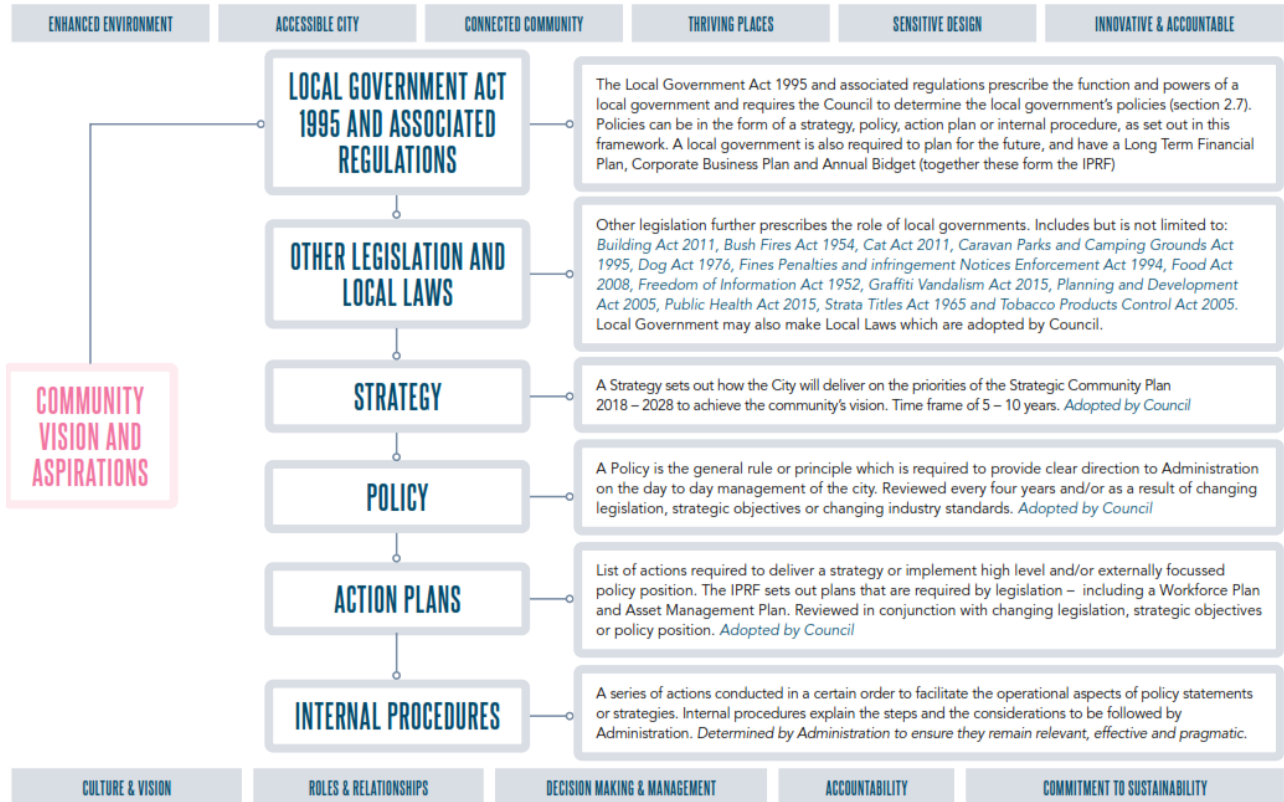 ENHANCED ENVIRONMENT
ACCESSIBLE CITY
CONNECTED COMMUNITY
THRIVING PLACES
SENSITIVE DESIGN
INNOVATIVE & ACCOUNTABLE
COMMUNITY
VISION AND
ASPIRATIONS
LOCAL GOVERNMENT ACT
1995 AND ASSOCIATED
REGULATIONS
The Local Government Act 1995 and associated regulations prescribe the function and powers of a
local government and requires the Council to determine the local government's policies (section 2.7).
Policies can be in the form of a strategy, policy, action plan or internal procedure, as set out in this
framework. A local government is also required to plan for the future, and have a Long Term Financial
Plan, Corporate Business Plan and Annual Bidget (together these form the IPRF)
OTHER LEGISLATION AND
LOCAL LAWS
Other legislation further prescribes the role of local governments. Includes but is not limited to:
Building Act 2011, Bush Fires Act 1954, Cat Act 2011, Caravan Parks and Camping Grounds Act
1995, Dog Act 1976, Fines Penalties and infringement Notices Enforcement Act 1994, Food Act
2008, Freedom of Information Act 1952, Graffiti Vandalism Act 2015, Planning and Development
Act 2005, Public Health Act 2015, Strata Titles Act 1965 and Tobacco Products Control Act 2005.
Local Government may also make Local Laws which are adopted by Council.
STRATEGY
A Strategy sets out how the City will deliver on the priorities of the Strategic Community Plan
2018 – 2028 to achieve the community's vision. Time frame of 5 – 10 years. Adopted by Council
POLICY
A Policy is the general rule or principle which is required to provide clear direction to Administration
on the day to day management of the city. Reviewed every four years and/or as a result of changing
legislation, strategic objectives or changing industry standards. Adopted by Council
ACTION PLANS
List of actions required to deliver a strategy or implement high level and/or externally focussed
policy position. The IPRF sets out plans that are required by legislation – including a Workforce Plan
and Asset Management Plan. Reviewed in conjunction with changing legislation, strategic objectives
or policy position. Adopted by Council
INTERNAL PROCEDURES
A series of actions conducted in a certain order to facilitate the operational aspects of policy statements
or strategies. Internal procedures explain the steps and the considerations to be followed by
Administration. Determined by Administration to ensure they remain relevant, effective and pragmatic.
CULTURE & VISION
ROLES & RELATIONSHIPS
DECISION MAKING & MANAGEMENT
ACCOUNTABILITY
COMMITMENT TO SUSTAINABILITY